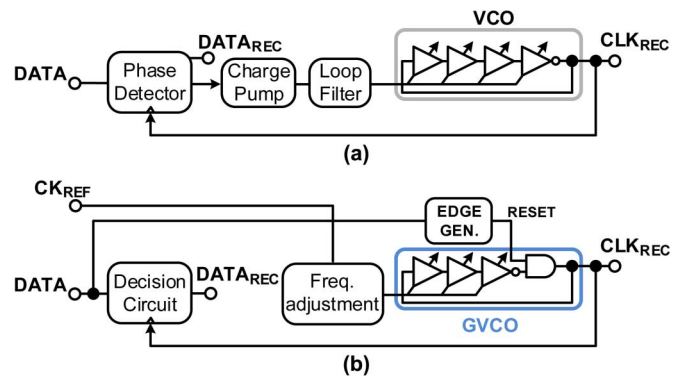 VCO
DATA
Phase
Detector
DATAREC
Charge
Pump
Loop
Filter
CLKREC
(a)
CKREF
EDGE
GEN.
RESET
CLKREC
DATA
Decision
Circuit
DATAREC
Freq.
adjustment
GVCO
(b)